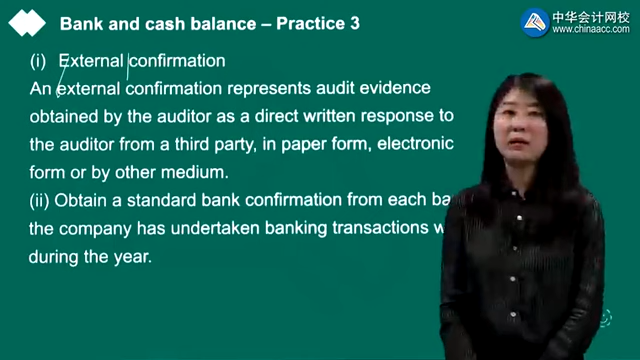 Bank and cash balance – Practice 3
中华会计网校
www.chinaacc.com
(i) External confirmation
An external confirmation represents audit evidence
obtained by the auditor as a direct written response to
the auditor from a third party, in paper form, electronic
form or by other medium.
(ii) Obtain a standard bank confirmation from each
the company has undertaken banking transactions
during the year.